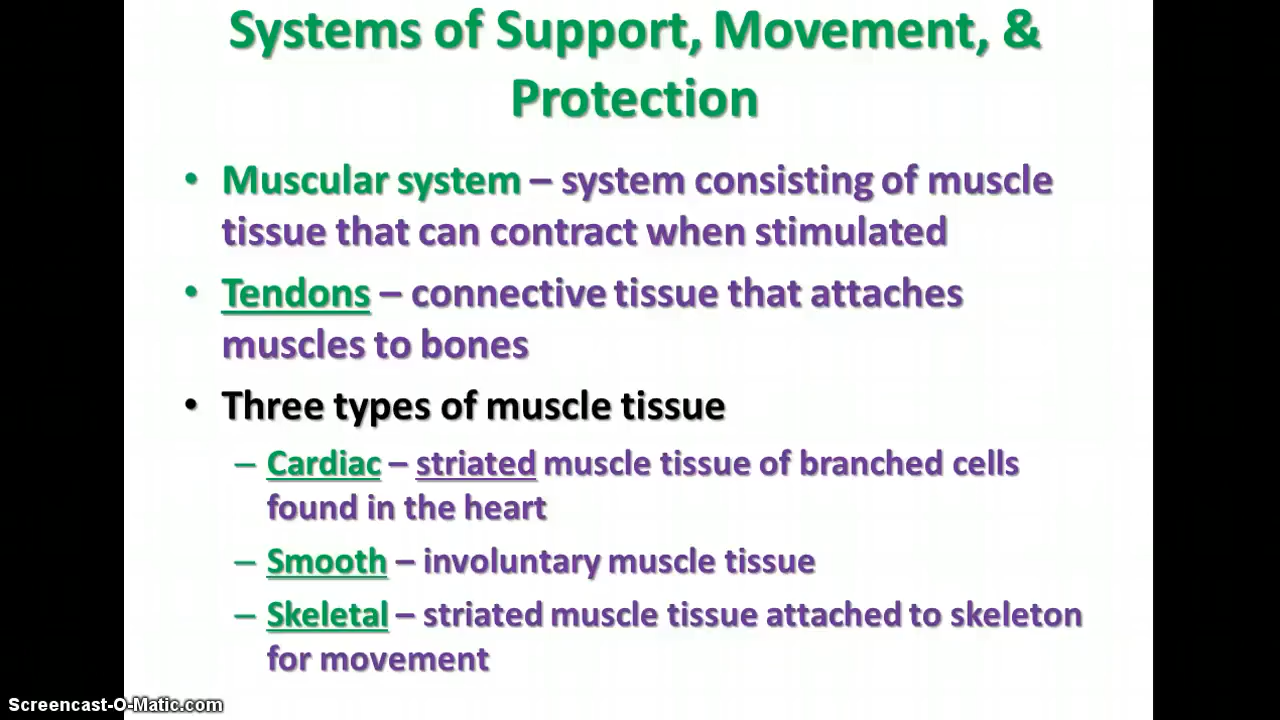 Systems of Support, Movement, &
Protection
• Muscular system – system consisting of muscle
tissue that can contract when stimulated
• Tendons – connective tissue that attaches
muscles to bones
• Three types of muscle tissue
– Cardiac – striated muscle tissue of branched cells
found in the heart
– Smooth – involuntary muscle tissue
– Skeletal – striated muscle tissue attached to skeleton
for movement
Screencast-O-Matic.com